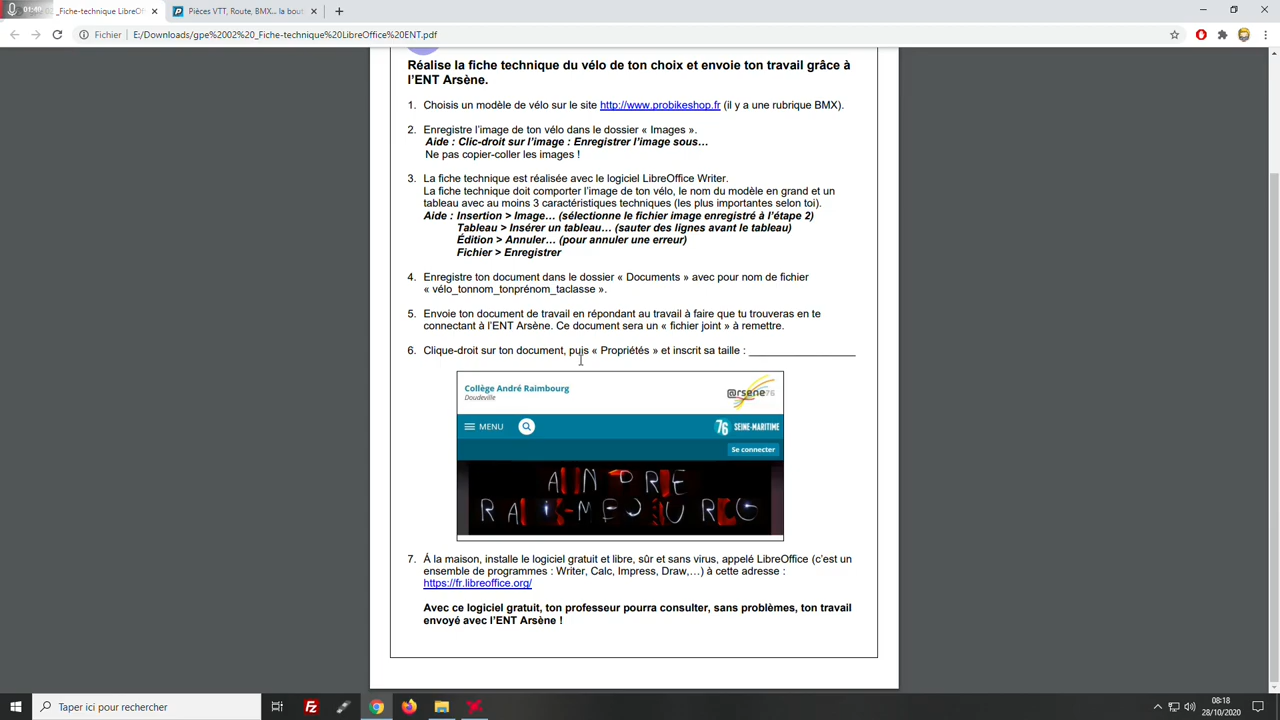 01:40
_Fiche-technique LibreOf
Pièces VTT, Route, BMX... la bout
Fichier
E:/Downloads/gpe%2002%20_Fiche-technique%20LibreOffice%20ENT.pdf
Réalise la fiche technique du vélo de ton choix et envoie ton travail grâce à
l’ENT Arsène.
1. Choisis un modèle de vélo sur le site http://www.probikeshop.fr (il y a une rubrique BMX).
2. Enregistre l’image de ton vélo dans le dossier « Images ».
Aide : Clic-droit sur l’image : Enregistrer l’image sous…
Ne pas copier-coller les images !
3. La fiche technique est réalisée avec le logiciel LibreOffice Writer.
La fiche technique doit comporter l’image de ton vélo, le nom du modèle en grand et un
tableau avec au moins 3 caractéristiques techniques (les plus importantes selon toi).
Aide : Insertion > Image… (sélectionne le fichier image enregistré à l’étape 2)
Tableau > Insérer un tableau… (sauter des lignes avant le tableau)
Édition > Annuler… (pour annuler une erreur)
Fichier > Enregistrer
4. Enregistre ton document dans le dossier « Documents » avec pour nom de fichier
« vélo_tonnom_tonprénom_taclasse ».
5. Envoie ton document de travail en répondant au travail à faire que tu trouveras en te
connectant à l’ENT Arsène. Ce document sera un « fichier joint » à remettre.
6. Clique-droit sur ton document, puis « Propriétés » et inscrit sa taille : ___________________
Collège André Raimbourg
Doudeville
@rsene76
MENU
76 SEINE-MARITIME
Se connecter
ANDRE
7. Á la maison, installe le logiciel gratuit et libre, sûr et sans virus, appelé LibreOffice (c’est un
ensemble de programmes : Writer, Calc, Impress, Draw,…) à cette adresse :
https://fr.libreoffice.org/
Avec ce logiciel gratuit, ton professeur pourra consulter, sans problèmes, ton travail
envoyé avec l’ENT Arsène !
Taper ici pour rechercher
08:18
28/10/2020